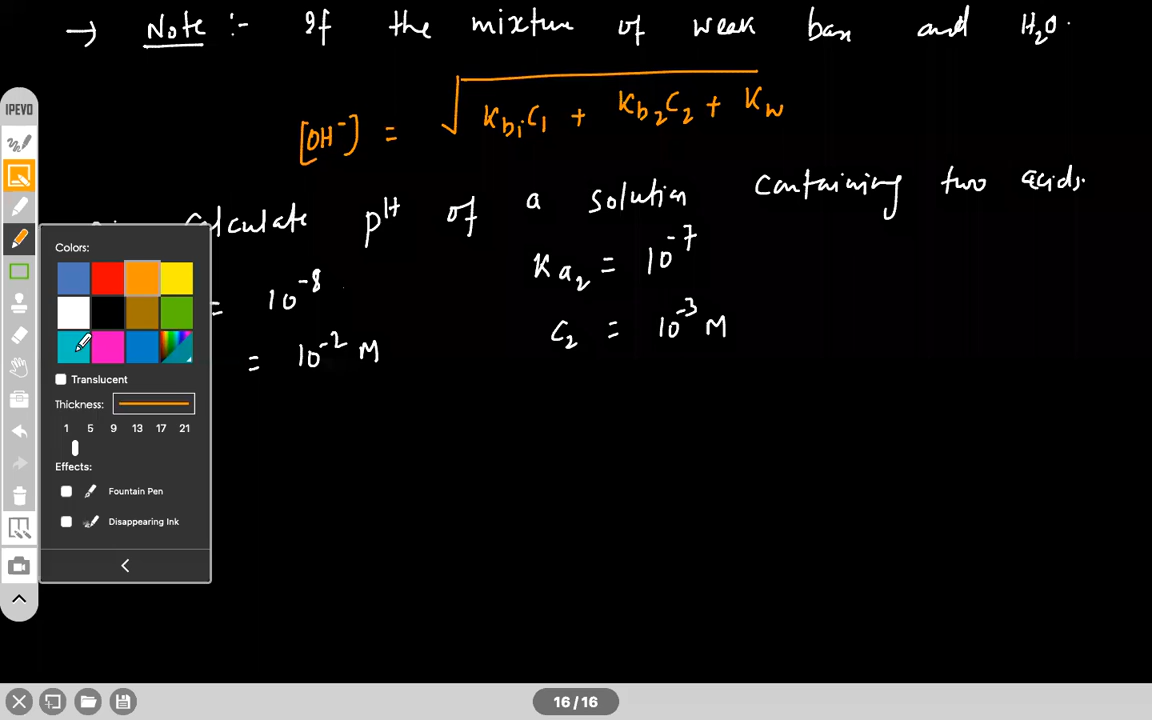 → Note :- If the mixture of weak base and H₂O.
[OH⁻] = √(Kb₁C₁ + Kb₂C₂ + Kw)
calculate pH of a solution containing two acids.
= 10⁻⁸ Ka₂ = 10⁻⁷
= 10⁻² M C₂ = 10⁻³ M
IPEVO
Colors:
Translucent
Thickness:
1 5 9 13 17 21
Effects:
Fountain Pen
Disappearing Ink
16 / 16